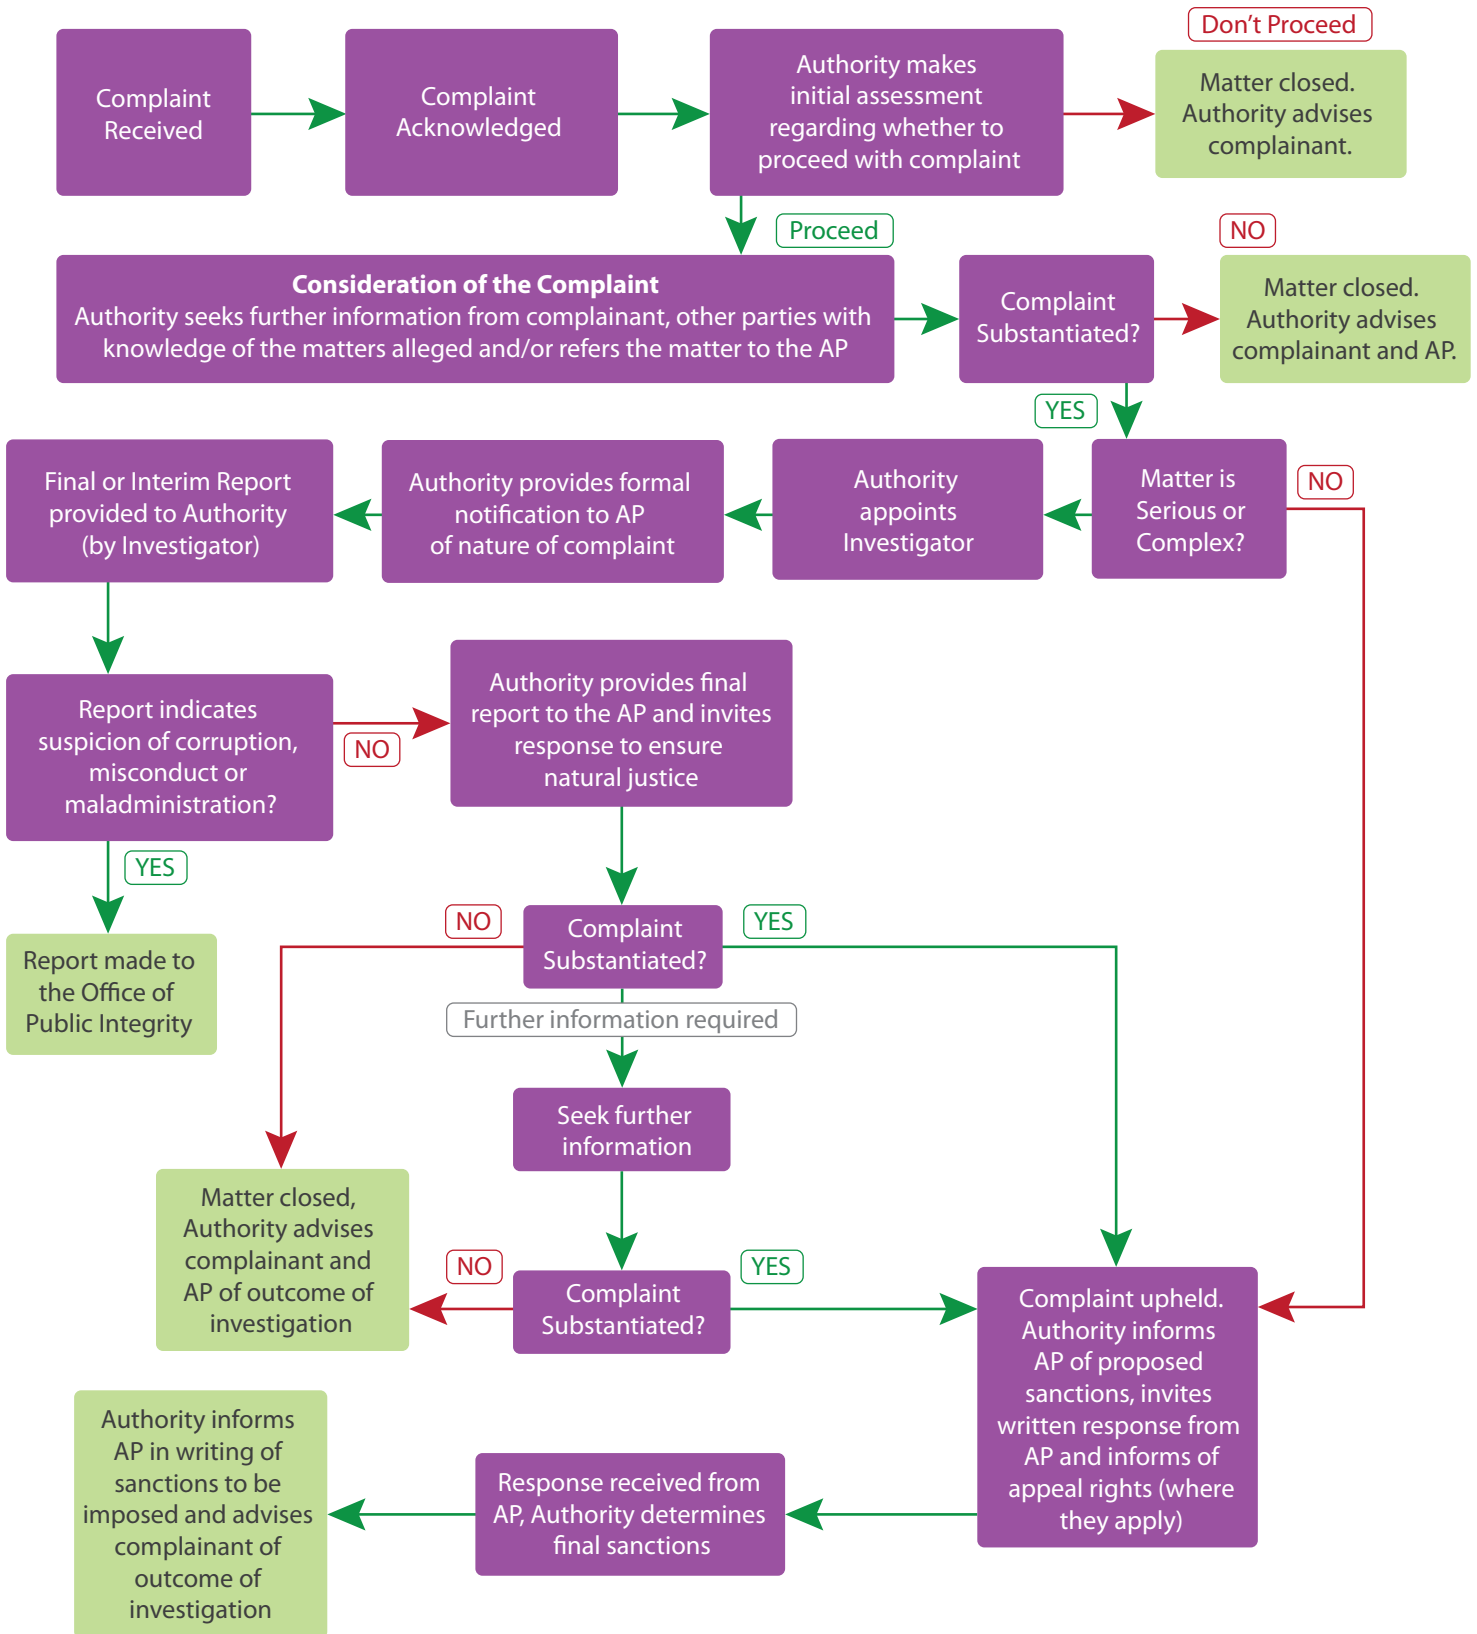 Don't Proceed
Complaint
Received
Complaint
Acknowledged
Authority makes
initial assessment
regarding whether to
proceed with complaint
Matter closed.
Authority advises
complainant.
Proceed
NO
Consideration of the Complaint
Authority seeks further information from complainant, other parties with
knowledge of the matters alleged and/or refers the matter to the AP
Complaint
Substantiated?
Matter closed.
Authority advises
complainant and AP.
YES
Final or Interim Report
provided to Authority
(by Investigator)
Authority provides formal
notification to AP
of nature of complaint
Authority
appoints
Investigator
Matter is
Serious or
Complex?
NO
Report indicates
suspicion of corruption,
misconduct or
maladministration?
NO
Authority provides final
report to the AP and invites
response to ensure
natural justice
YES
Report made to
the Office of
Public Integrity
NO
Complaint
Substantiated?
YES
Further information required
Seek further
information
Matter closed,
Authority advises
complainant and
AP of outcome of
investigation
NO
Complaint
Substantiated?
YES
Complaint upheld.
Authority informs
AP of proposed
sanctions, invites
written response from
AP and informs of
appeal rights (where
they apply)
Response received from
AP, Authority determines
final sanctions
Authority informs
AP in writing of
sanctions to be
imposed and advises
complainant of
outcome of
investigation